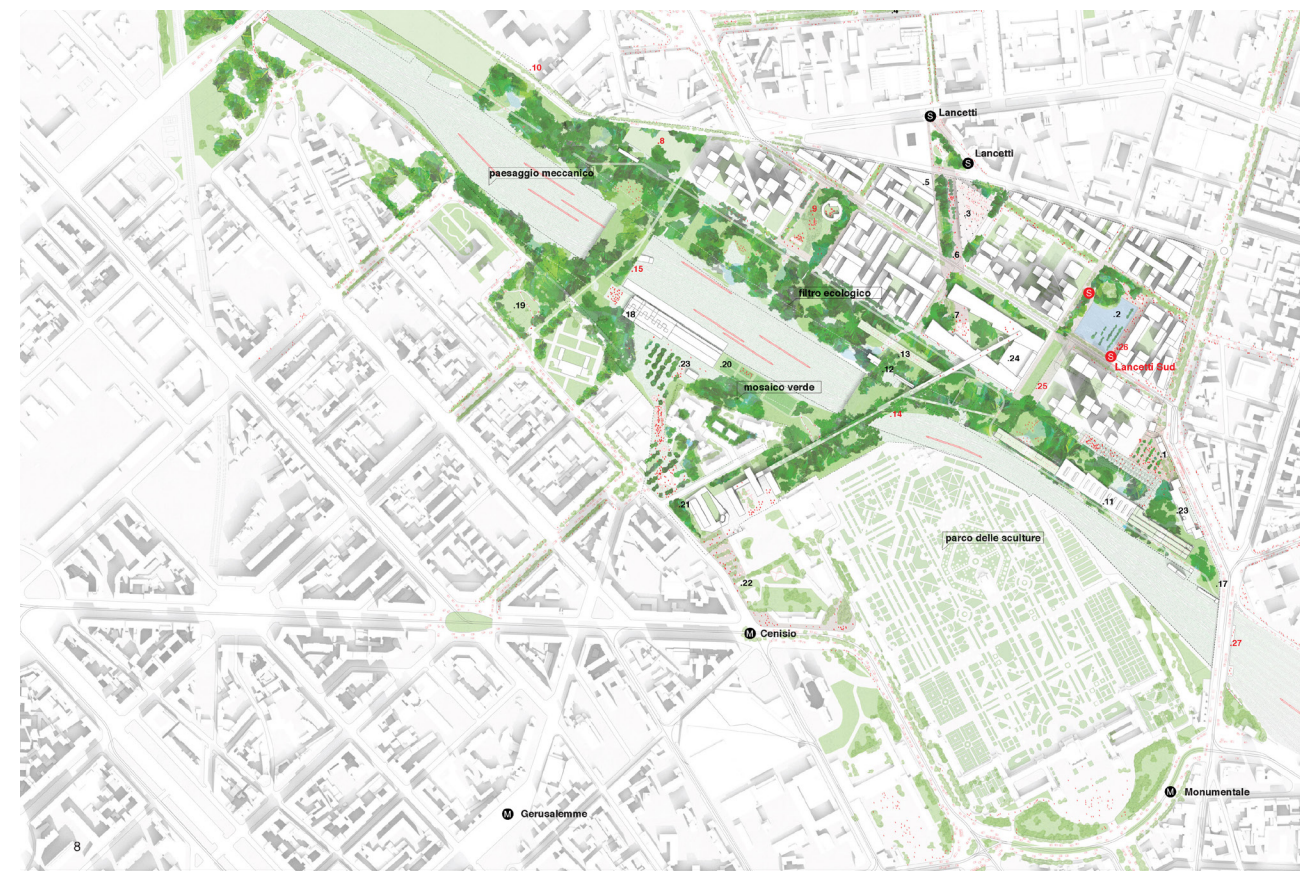 .4
.10
Lancetti
.8
Lancetti
paesaggio meccanico
.5
.9
.3
.6
.15
filtro ecologico
S
.19
.18
.7
.2
.26
.13
.24
S
Lancetti Sud
.23
.20
.12
mosaico verde
.25
.14
.1
.21
.11
.23
parco delle sculture
.22
.17
M Cenisio
.27
M Monumentale
M Gerusalemme
8